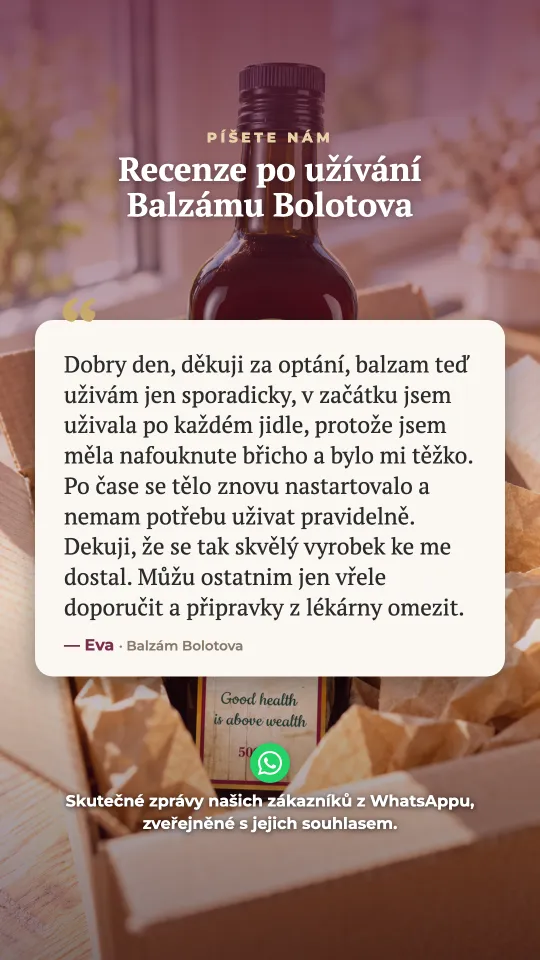 PÍŠETE NÁM
Recenze po užívání
Balzámu Bolotova
“
Dobry den, děkuji za optání, balzam teď
uživám jen sporadicky, v začátku jsem
uživala po každém jidle, protože jsem
měla nafouknute břicho a bylo mi těžko.
Po čase se tělo znovu nastartovalo a
nemam potřebu uživat pravidelně.
Dekuji, že se tak skvělý vyrobek ke me
dostal. Můžu ostatnim jen vřele
doporučit a připravky z lékárny omezit.
— Eva · Balzám Bolotova
Good health
is above wealth
Skutečné zprávy našich zákazníků z WhatsAppu,
zveřejněné s jejich souhlasem.